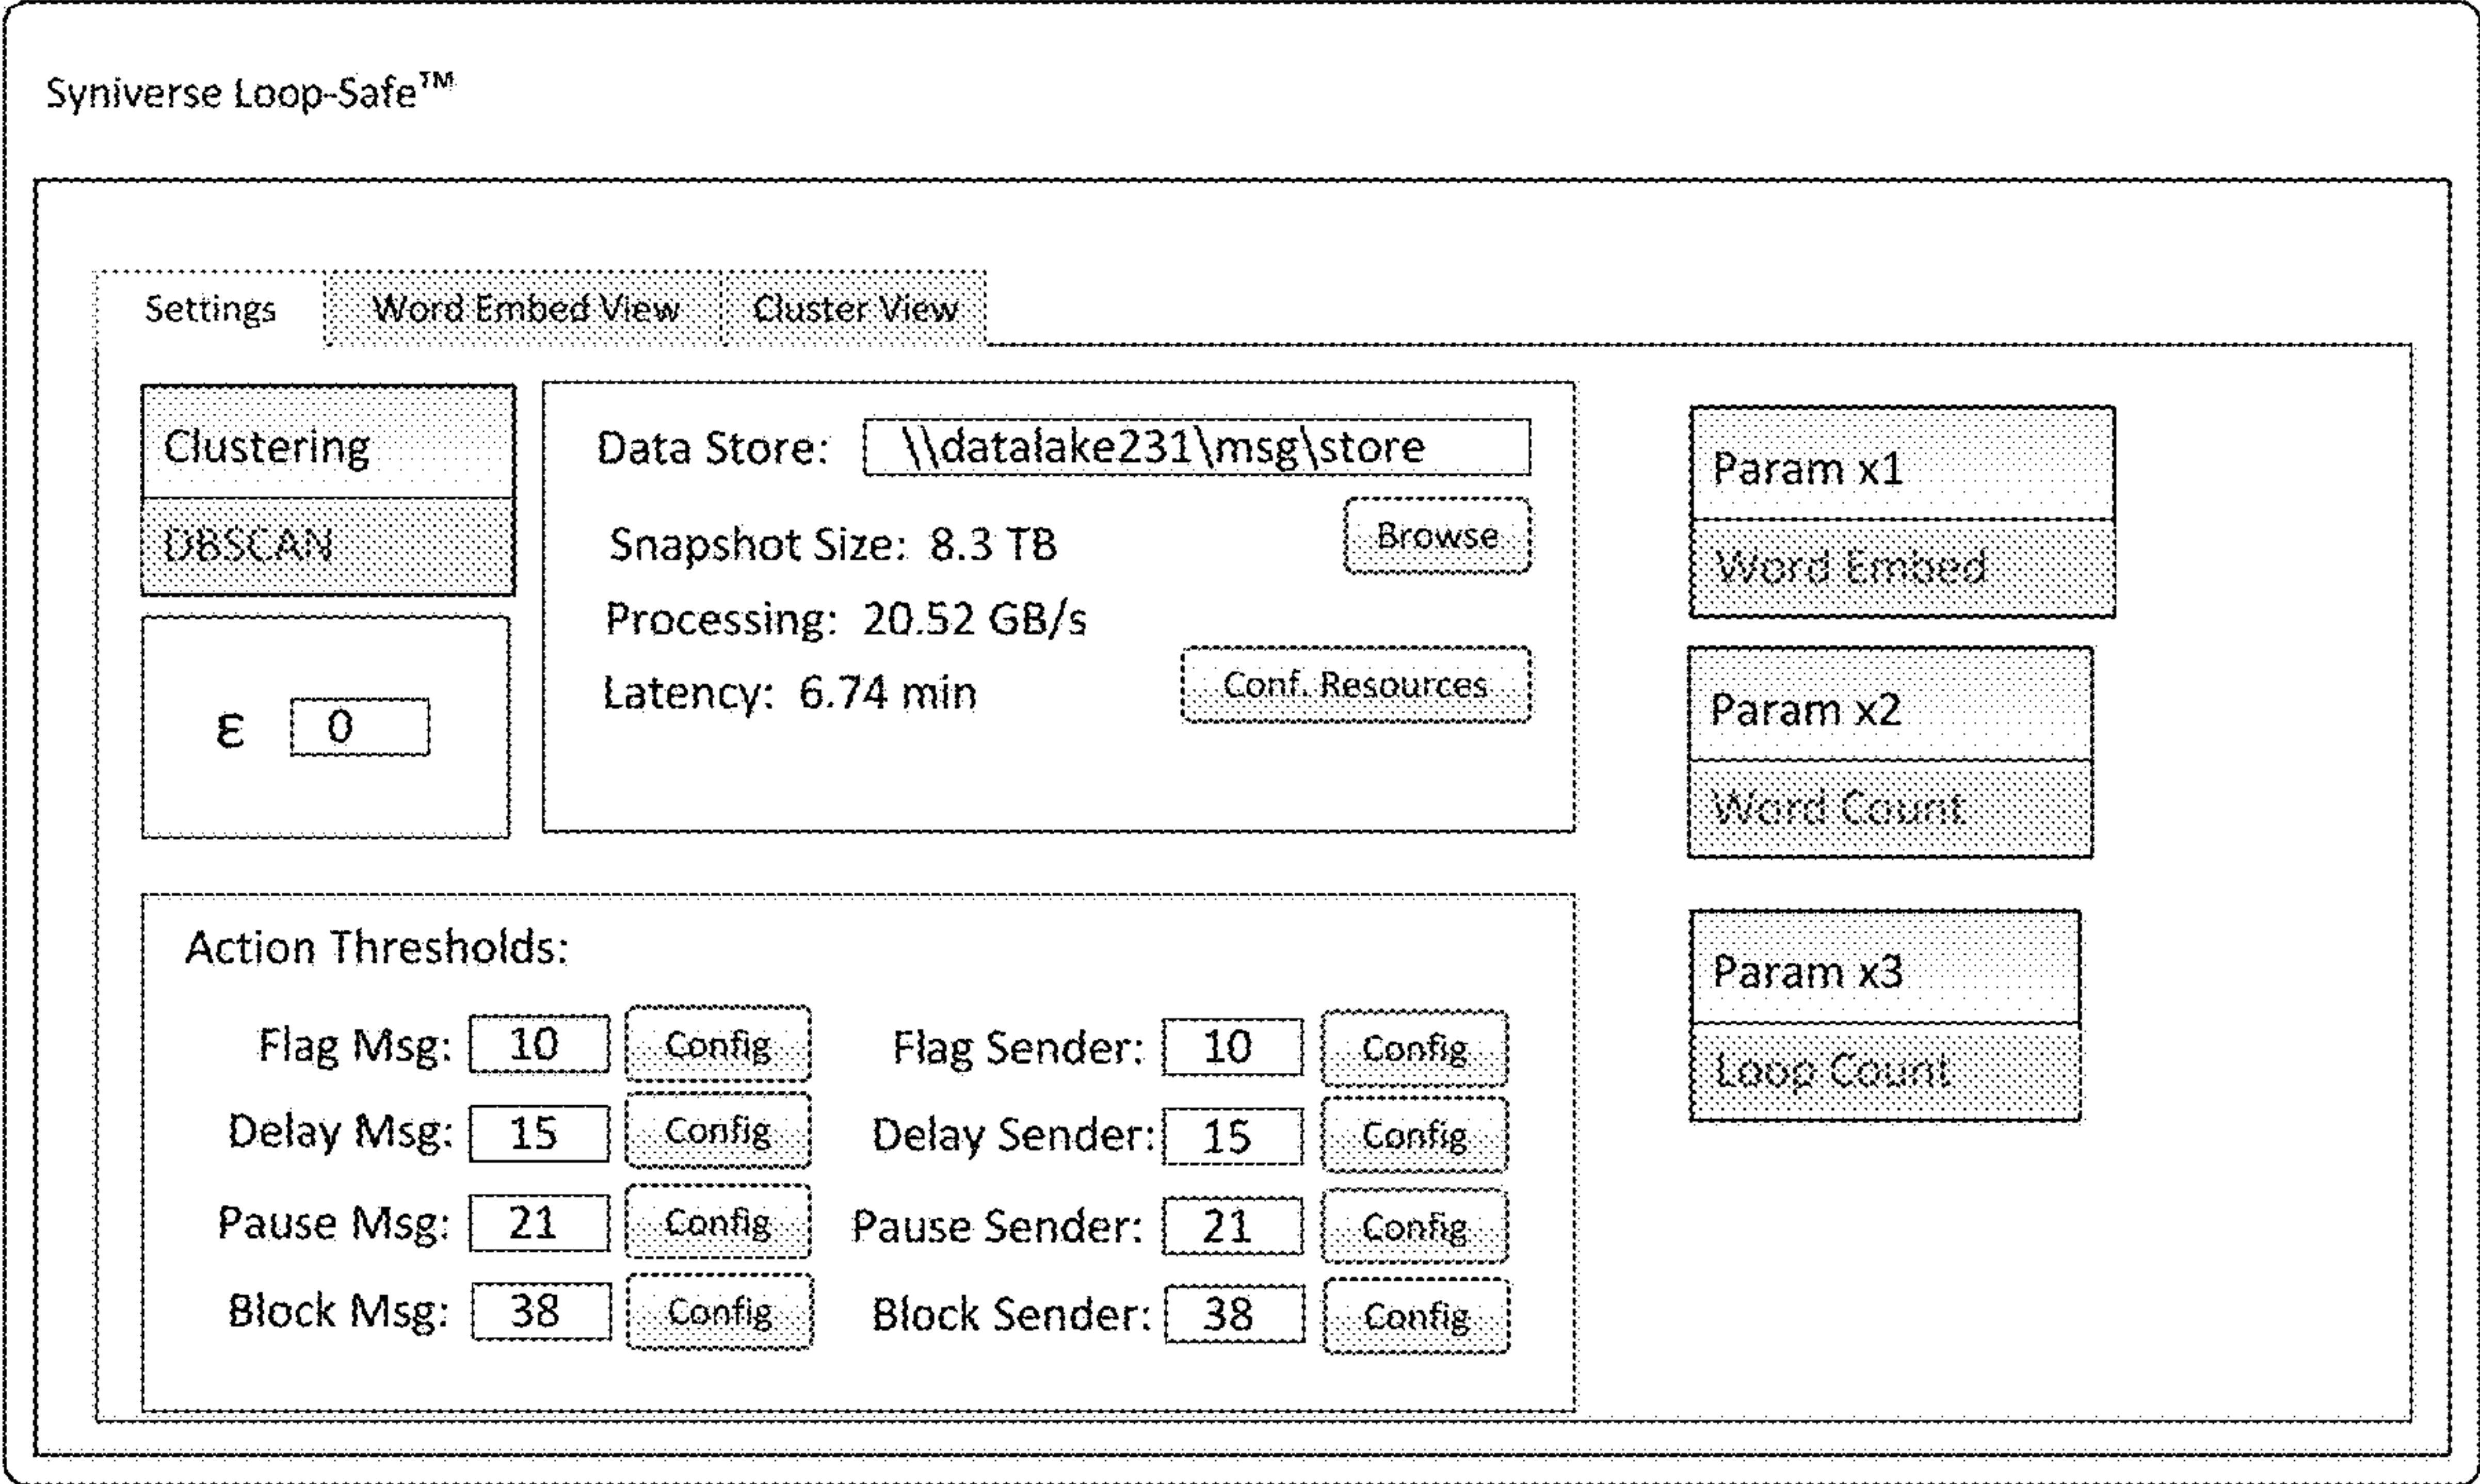 Syniverse Loop-Safe™
Settings Word Embed View Cluster View
Clustering
DBSCAN
ε 0
Data Store: \\datalake231\msg\store
Browse
Snapshot Size: 8.3 TB
Processing: 20.52 GB/s
Latency: 6.74 min
Conf. Resources
Param x1
Word Embed
Param x2
Word Count
Param x3
Loop Count
Action Thresholds:
Flag Msg: 10 Config Flag Sender: 10 Config
Delay Msg: 15 Config Delay Sender: 15 Config
Pause Msg: 21 Config Pause Sender: 21 Config
Block Msg: 38 Config Block Sender: 38 Config